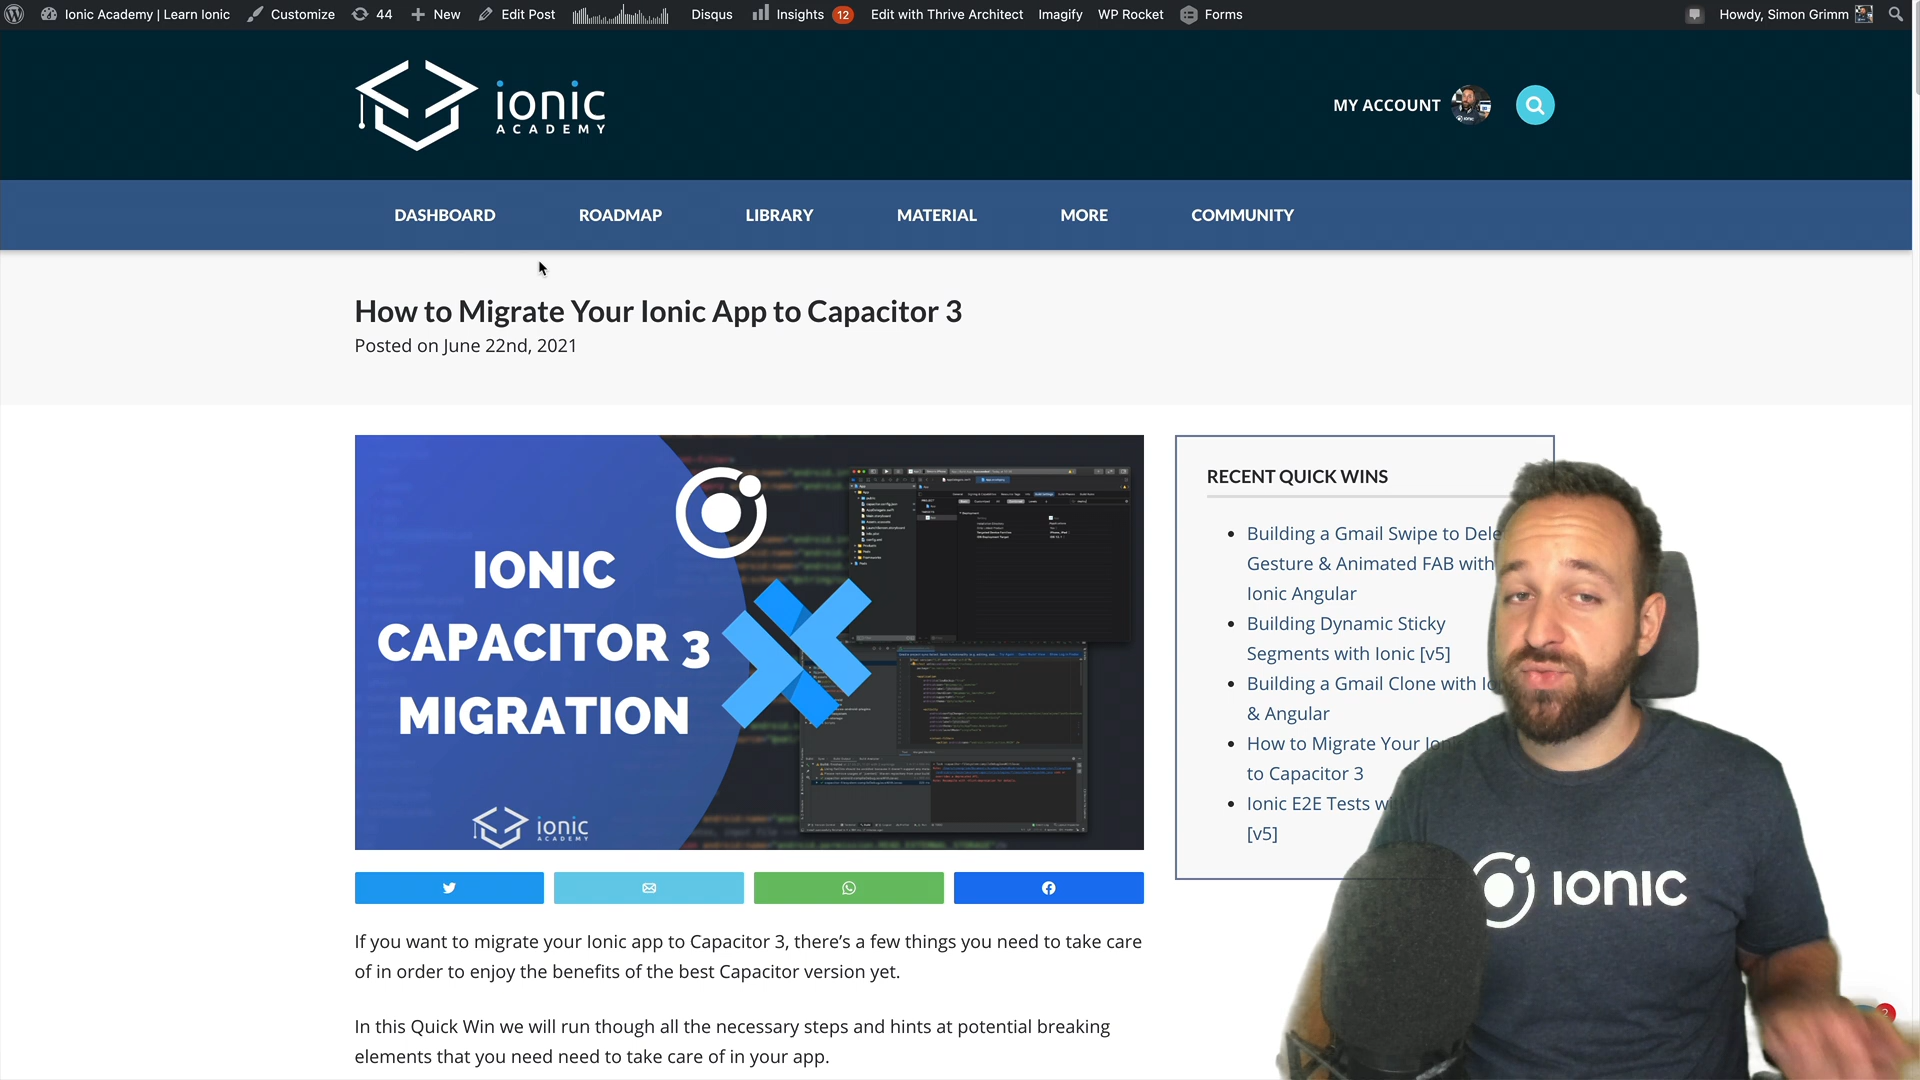 Ionic Academy | Learn Ionic Customize 44 New Edit Post Disqus Insights 12 Edit with Thrive Architect Imagify WP Rocket Forms Howdy, Simon Grimm
ionic
ACADEMY
MY ACCOUNT
DASHBOARD ROADMAP LIBRARY MATERIAL MORE COMMUNITY
How to Migrate Your Ionic App to Capacitor 3
Posted on June 22nd, 2021
IONIC
CAPACITOR 3
MIGRATION
ionic
ACADEMY
RECENT QUICK WINS
Building a Gmail Swipe to Dele
Gesture & Animated FAB with
Ionic Angular
Building Dynamic Sticky
Segments with Ionic [v5]
Building a Gmail Clone with Io
& Angular
How to Migrate Your Ion
to Capacitor 3
Ionic E2E Tests wi
[v5]
IONIC
If you want to migrate your Ionic app to Capacitor 3, there's a few things you need to take care
of in order to enjoy the benefits of the best Capacitor version yet.
In this Quick Win we will run though all the necessary steps and hints at potential breaking
elements that you need need to take care of in your app.
2